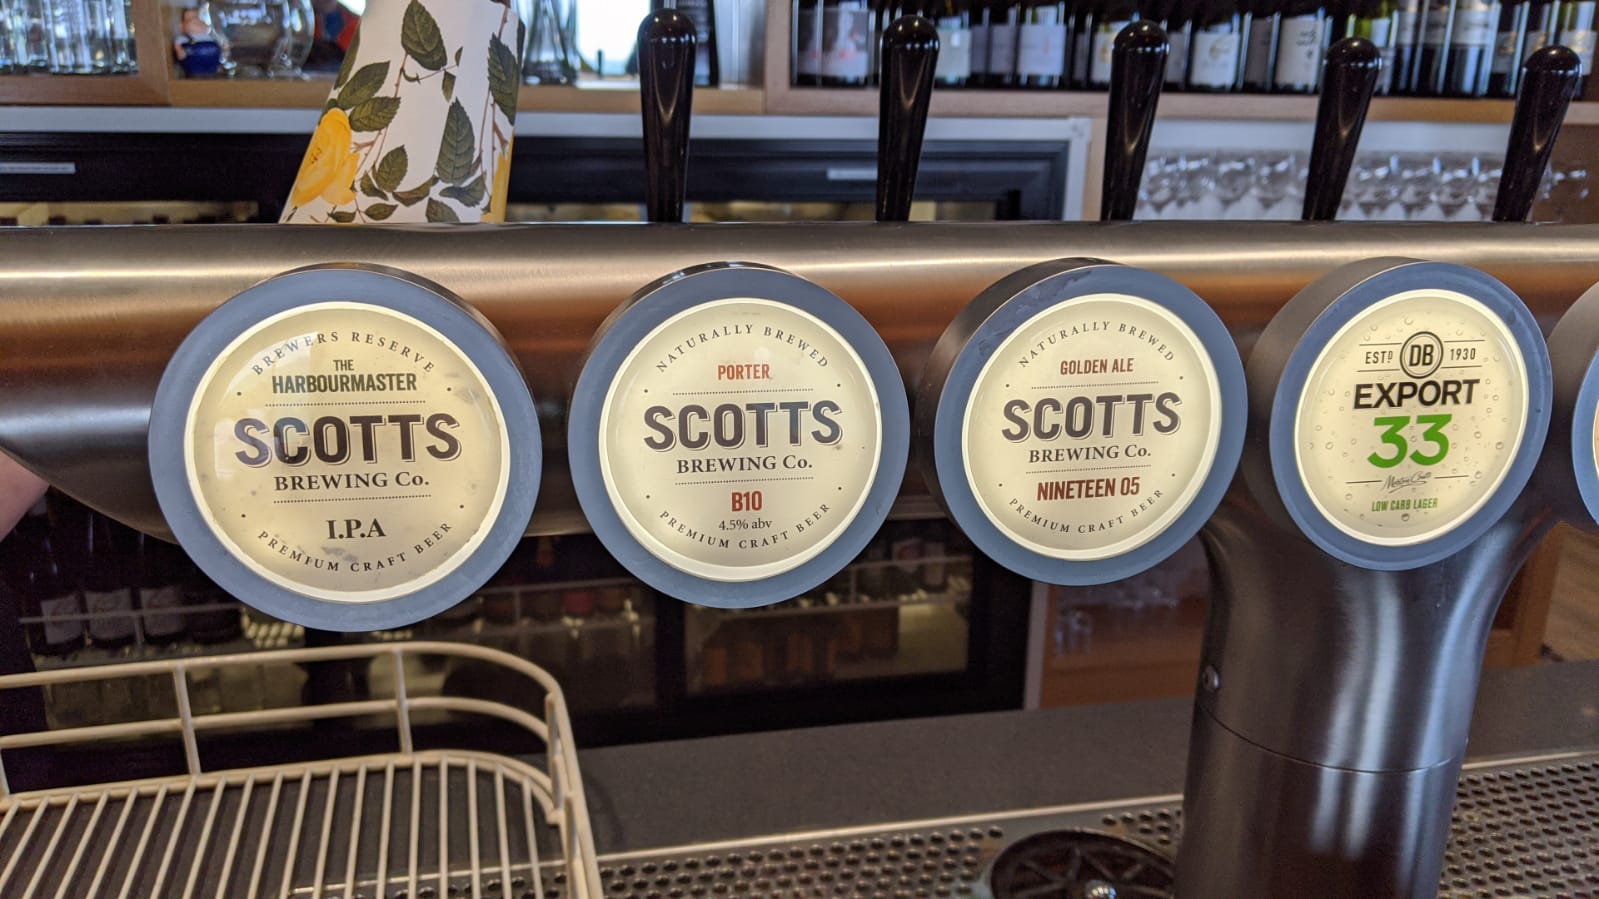 BREWERS RESERVE
THE
HARBOURMASTER
SCOTTS
BREWING Co.
I.P.A
PREMIUM CRAFT BEER
NATURALLY BREWED
PORTER
SCOTTS
BREWING Co.
B10
4.5% abv
PREMIUM CRAFT BEER
NATURALLY BREWED
GOLDEN ALE
SCOTTS
BREWING Co.
NINETEEN 05
PREMIUM CRAFT BEER
ESTD DB 1930
EXPORT
33
LOW CARB LAGER